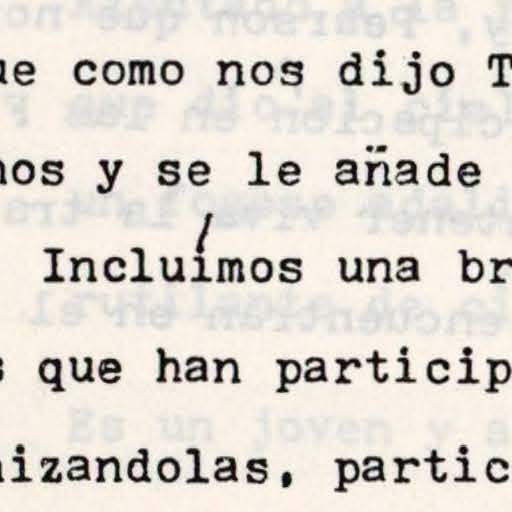 ue como nos dijo T
nos y se le añade
Incluímos una br
s que han particip
nizandolas, partic